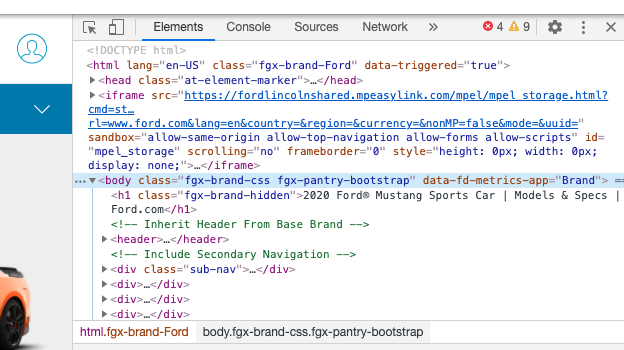 Elements Console Sources Network » 4 9
<!DOCTYPE html>
<html lang="en-US" class="fgx-brand-Ford" data-triggered="true">
<head class="at-element-marker">…</head>
<iframe src="https://fordlincolnshared.mpeasylink.com/mpel/mpel_storage.html?
cmd=st…
rl=www.ford.com&lang=en&country=&region=&currency=&nonMP=false&mode=&uuid="
sandbox="allow-same-origin allow-top-navigation allow-forms allow-scripts" id=
"mpel_storage" scrolling="no" frameborder="0" style="height: 0px; width: 0px;
display: none;">…</iframe>
…<body class="fgx-brand-css fgx-pantry-bootstrap" data-fd-metrics-app="Brand"> ==
<h1 class="fgx-brand-hidden">2020 Ford® Mustang Sports Car | Models & Specs |
Ford.com</h1>
<!-- Inherit Header From Base Brand -->
<header>…</header>
<!-- Include Secondary Navigation -->
<div class="sub-nav">…</div>
<div>…</div>
<div>…</div>
<div>…</div>
html.fgx-brand-Ford body.fgx-brand-css.fgx-pantry-bootstrap